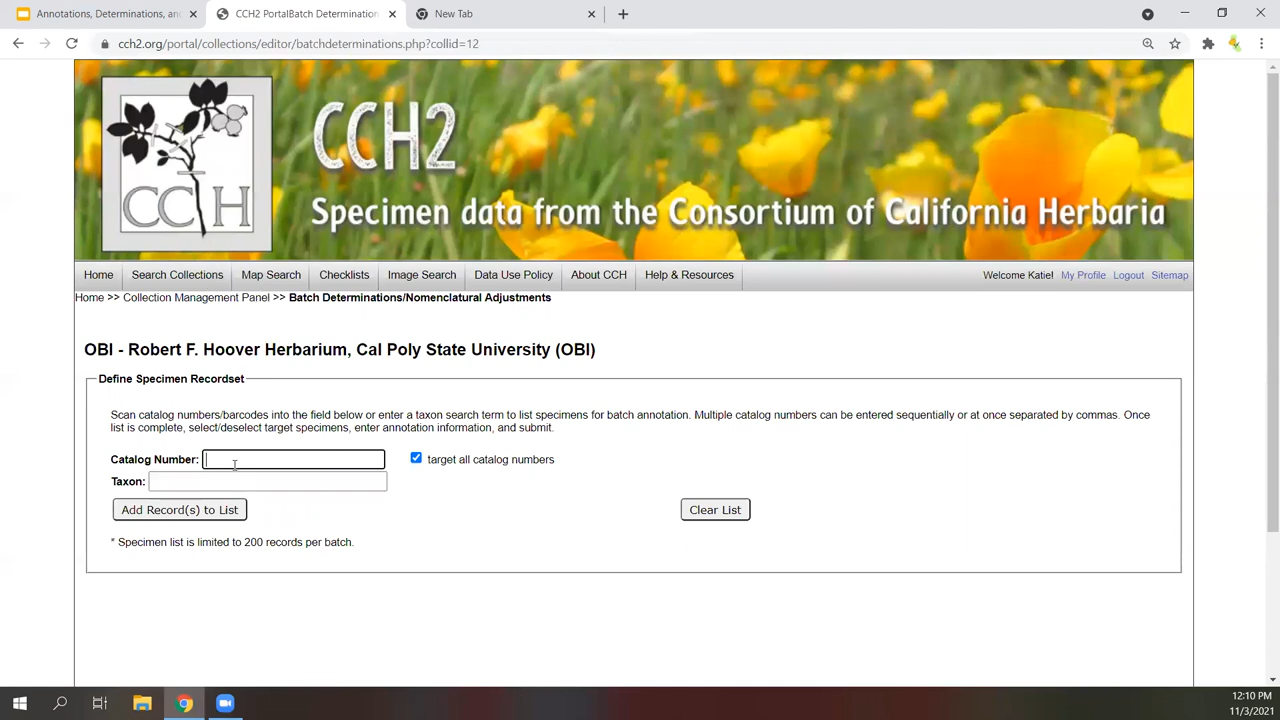 Annotations, Determinations, an
CCH2 PortalBatch Determination
New Tab
cch2.org/portal/collections/editor/batchdeterminations.php?collid=12
CCH
CCH2
Specimen data from the Consortium of California Herbaria
Home
Search Collections
Map Search
Checklists
Image Search
Data Use Policy
About CCH
Help & Resources
Welcome Katie!
My Profile
Logout
Sitemap
Home >> Collection Management Panel >> Batch Determinations/Nomenclatural Adjustments
OBI - Robert F. Hoover Herbarium, Cal Poly State University (OBI)
Define Specimen Recordset
Scan catalog numbers/barcodes into the field below or enter a taxon search term to list specimens for batch annotation. Multiple catalog numbers can be entered sequentially or at once separated by commas. Once
list is complete, select/deselect target specimens, enter annotation information, and submit.
Catalog Number:
target all catalog numbers
Taxon:
Add Record(s) to List
Clear List
* Specimen list is limited to 200 records per batch.
12:10 PM
11/3/2021